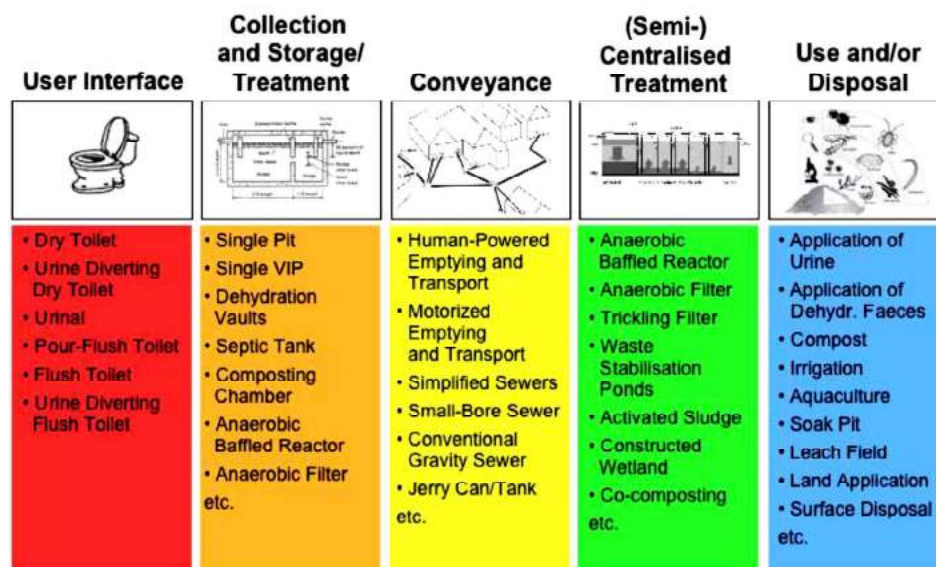 User Interface
Collection
and Storage/
Treatment
Conveyance
(Semi-)
Centralised
Treatment
Use and/or
Disposal
• Dry Toilet
• Urine Diverting
Dry Toilet
• Urinal
• Pour-Flush Toilet
• Flush Toilet
• Urine Diverting
Flush Toilet
• Single Pit
• Single VIP
• Dehydration
Vaults
• Septic Tank
• Composting
Chamber
• Anaerobic
Baffled Reactor
• Anaerobic Filter
etc.
• Human-Powered
Emptying and
Transport
• Motorized
Emptying
and Transport
• Simplified Sewers
• Small-Bore Sewer
• Conventional
Gravity Sewer
• Jerry Can/Tank
etc.
• Anaerobic
Baffled Reactor
• Anaerobic Filter
• Trickling Filter
• Waste
Stabilisation
Ponds
• Activated Sludge
• Constructed
Wetland
• Co-composting
etc.
• Application of
Urine
• Application of
Dehydr. Faeces
• Compost
• Irrigation
• Aquaculture
• Soak Pit
• Leach Field
• Land Application
• Surface Disposal
etc.